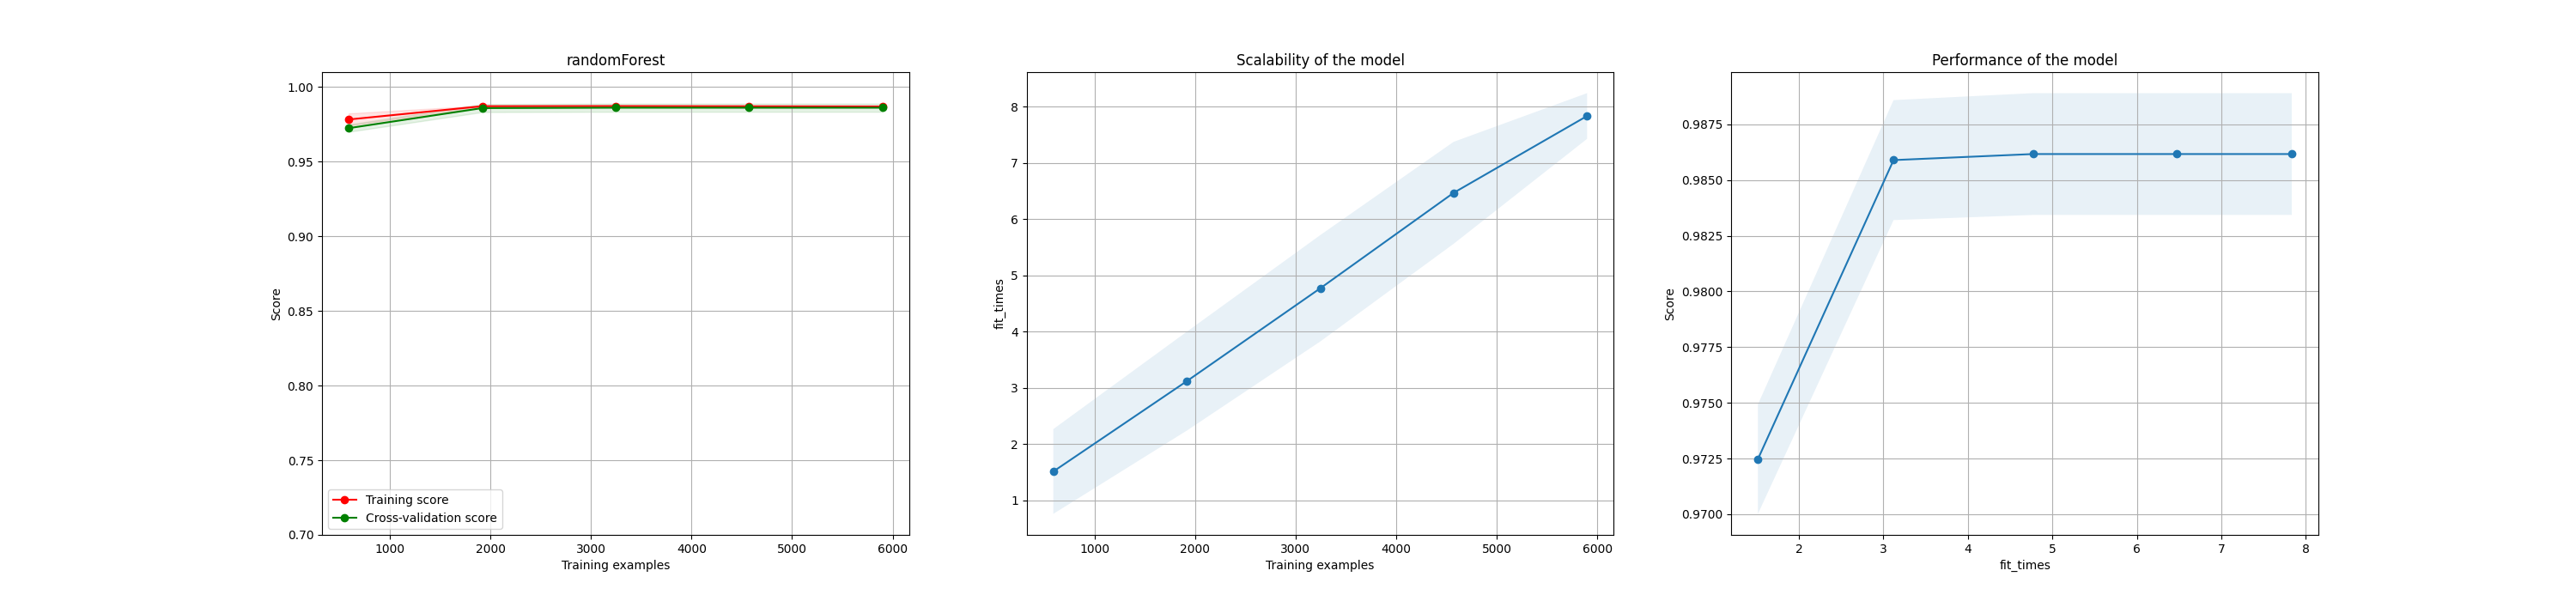 randomForest
1.00
0.95
0.90
0.85
0.80
0.75
0.70
Score
Training score
Cross-validation score
1000 2000 3000 4000 5000 6000
Training examples
Scalability of the model
8
7
6
5
4
3
2
1
fit_times
1000 2000 3000 4000 5000 6000
Training examples
Performance of the model
0.9875
0.9850
0.9825
0.9800
0.9775
0.9750
0.9725
0.9700
Score
2 3 4 5 6 7 8
fit_times